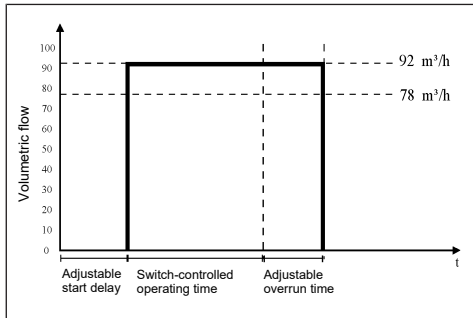 100
90
80
70
60
50
40
30
20
10
0
Volumetric flow
92 m³/h
78 m³/h
t
Adjustable
start delay
Switch-controlled
operating time
Adjustable
overrun time